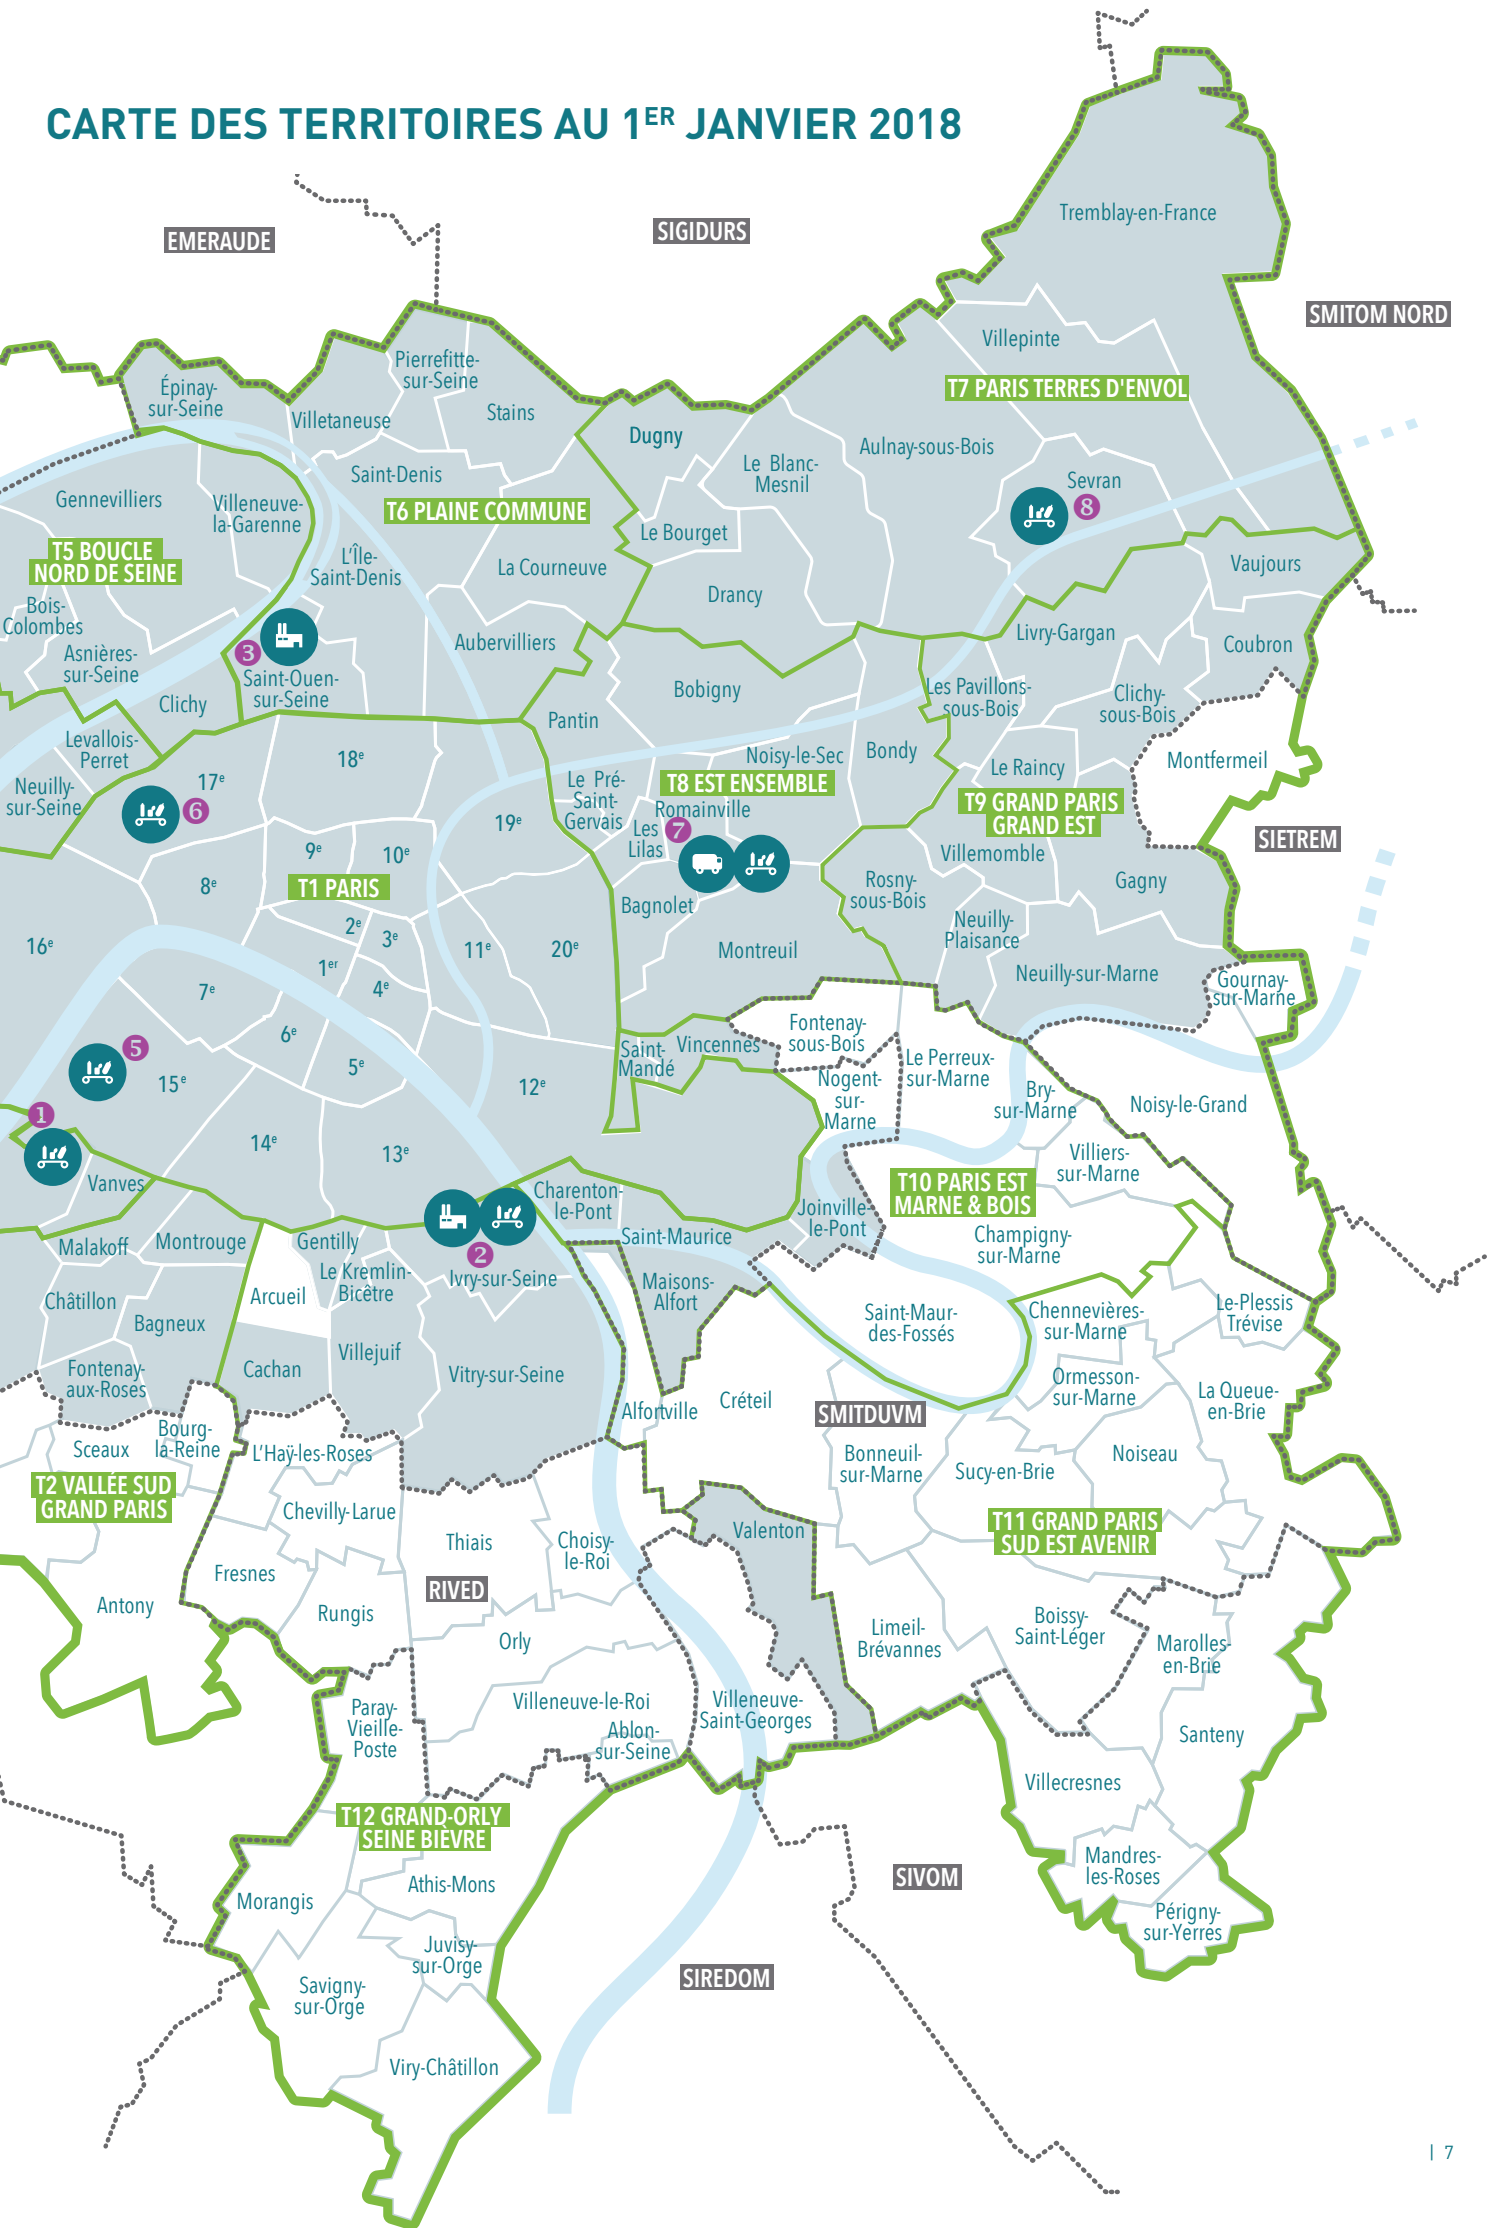 CARTE DES TERRITOIRES AU 1ER JANVIER 2018
EMERAUDE
SIGIDURS
SMITOM NORD
Tremblay-en-France
Villepinte
T7 PARIS TERRES D'ENVOL
Pierrefitte-
sur-Seine
Épinay-
sur-Seine
Villetaneuse
Stains
Dugny
Aulnay-sous-Bois
Le Blanc-
Mesnil
Saint-Denis
Sevran
8
Gennevilliers
Villeneuve-
la-Garenne
T6 PLAINE COMMUNE
Le Bourget
T5 BOUCLE
NORD DE SEINE
L'Île-
Saint-Denis
La Courneuve
Vaujours
Drancy
Bois-
Colombes
Livry-Gargan
Aubervilliers
Coubron
Asnières-
sur-Seine
3
Saint-Ouen-
sur-Seine
Clichy
Bobigny
Les Pavillons-
sous-Bois
Clichy-
sous-Bois
Pantin
Levallois-
Perret
18e
Noisy-le-Sec
Bondy
Montfermeil
Le Raincy
Neuilly-
sur-Seine
17e
6
Le Pré-
Saint-
Gervais
T8 EST ENSEMBLE
T9 GRAND PARIS
GRAND EST
Romainville
19e
Les
Lilas
7
SIETREM
9e
10e
Villemomble
8e
T1 PARIS
Rosny-
sous-Bois
Gagny
Bagnolet
2e
3e
Neuilly-
Plaisance
16e
11e
20e
Montreuil
1er
Neuilly-sur-Marne
7e
4e
Gournay-
sur-Marne
6e
Fontenay-
sous-Bois
5
Saint-
Mandé
Vincennes
Le Perreux-
sur-Marne
5e
15e
12e
Nogent-
sur-
Marne
Bry-
sur-Marne
Noisy-le-Grand
1
14e
13e
Villiers-
sur-Marne
Vanves
T10 PARIS EST
MARNE & BOIS
Charenton-
le-Pont
Joinville-
le-Pont
Malakoff
Montrouge
Gentilly
2
Saint-Maurice
Champigny-
sur-Marne
Le Kremlin-
Bicêtre
Ivry-sur-Seine
Arcueil
Maisons-
Alfort
Châtillon
Bagneux
Saint-Maur-
des-Fossés
Chennevières-
sur-Marne
Le-Plessis
Trévise
Villejuif
Fontenay-
aux-Roses
Cachan
Vitry-sur-Seine
Ormesson-
sur-Marne
La Queue-
en-Brie
Alfortville
Créteil
SMITDUVM
Bourg-
la-Reine
Sceaux
L'Haÿ-les-Roses
Bonneuil-
sur-Marne
Sucy-en-Brie
Noiseau
T2 VALLÉE SUD
GRAND PARIS
Chevilly-Larue
Thiais
Choisy-
le-Roi
Valenton
T11 GRAND PARIS
SUD EST AVENIR
Fresnes
RIVED
Antony
Rungis
Orly
Limeil-
Brévannes
Boissy-
Saint-Léger
Marolles-
en-Brie
Paray-
Vieille-
Poste
Villeneuve-le-Roi
Villeneuve-
Saint-Georges
Ablon-
sur-Seine
Santeny
Villecresnes
T12 GRAND-ORLY
SEINE BIÈVRE
Mandres-
les-Roses
SIVOM
Athis-Mons
Morangis
Périgny-
sur-Yerres
Juvisy-
sur-Orge
SIREDOM
Savigny-
sur-Orge
Viry-Châtillon
| 7